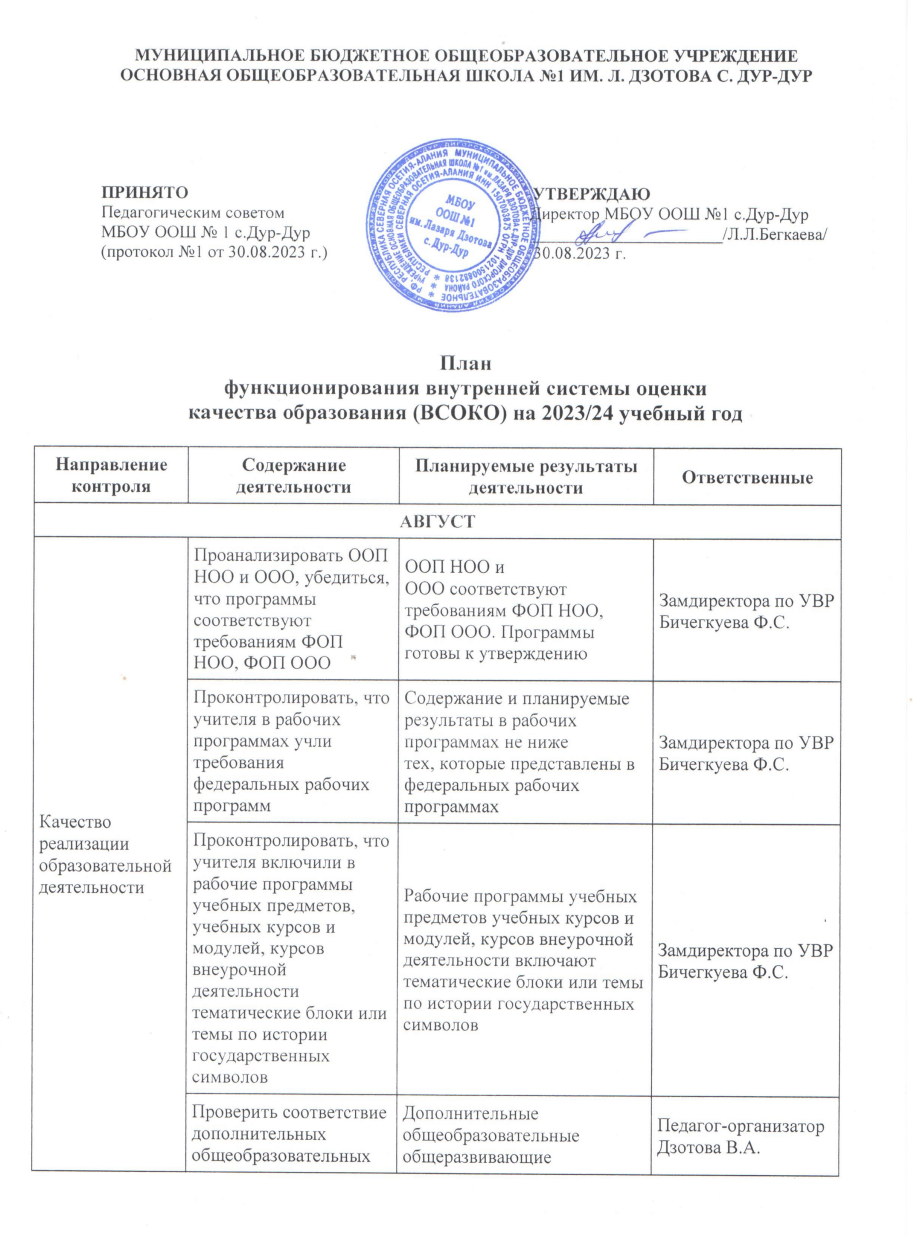 МУНИЦИПАЛЬНОЕ БЮДЖЕТНОЕ ОБЩЕОБРАЗОВАТЕЛЬНОЕ УЧРЕЖДЕНИЕ
ОСНОВНАЯ ОБЩЕОБРАЗОВАТЕЛЬНАЯ ШКОЛА №1 ИМ. Л. ДЗОТОВА С. ДУР-ДУР
ПРИНЯТО
Педагогическим советом
МБОУ ООШ № 1 с.Дур-Дур
(протокол №1 от 30.08.2023 г.)
МБОУ
ООШ №1
им. Лазаря Дзотова
с.Дур-Дур
УТВЕРЖДАЮ
Директор МБОУ ООШ №1 с.Дур-Дур
/Л.Л.Бегкаева/
30.08.2023 г.
План
функционирования внутренней системы оценки
качества образования (ВСОКО) на 2023/24 учебный год
Направление
контроля
Содержание
деятельности
Планируемые результаты
деятельности
Ответственные
АВГУСТ
Качество
реализации
образовательной
деятельности
Проанализировать ООП
НОО и ООО, убедиться,
что программы
соответствуют
требованиям ФОП
НОО, ФОП ООО
ООП НОО и
ООО соответствуют
требованиям ФОП НОО,
ФОП ООО. Программы
готовы к утверждению
Замдиректора по УВР
Бичегкуева Ф.С.
Проконтролировать, что
учителя в рабочих
программах учли
требования
федеральных рабочих
программ
Содержание и планируемые
результаты в рабочих
программах не ниже
тех, которые представлены в
федеральных рабочих
программах
Замдиректора по УВР
Бичегкуева Ф.С.
Проконтролировать, что
учителя включили в
рабочие программы
учебных предметов,
учебных курсов и
модулей, курсов
внеурочной
деятельности
тематические блоки или
темы по истории
государственных
символов
Рабочие программы учебных
предметов учебных курсов и
модулей, курсов внеурочной
деятельности включают
тематические блоки или темы
по истории государственных
символов
Замдиректора по УВР
Бичегкуева Ф.С.
Проверить соответствие
дополнительных
общеобразовательных
Дополнительные
общеобразовательные
общеразвивающие
Педагог-организатор
Дзотова В.А.